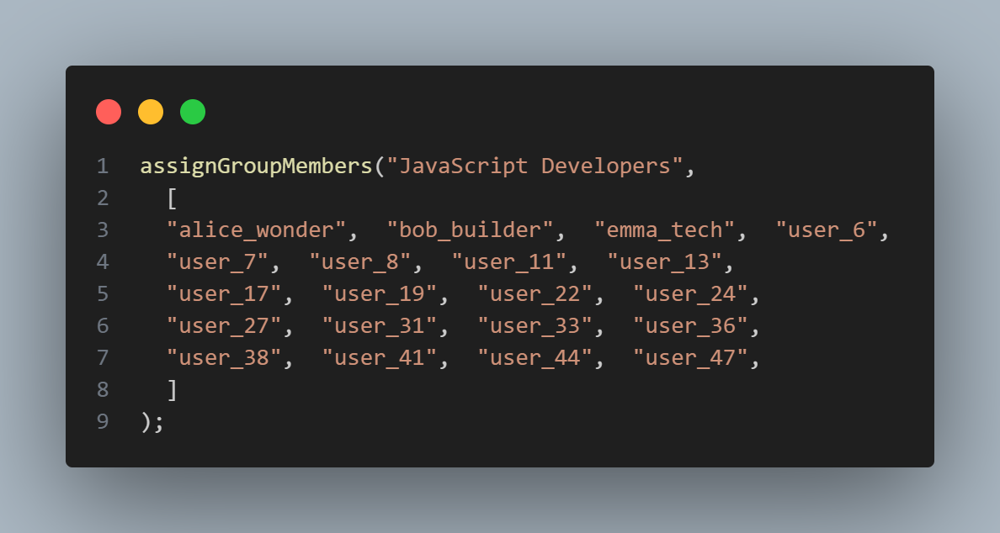 1 assignGroupMembers("JavaScript Developers",
2 [
3 "alice_wonder", "bob_builder", "emma_tech", "user_6",
4 "user_7", "user_8", "user_11", "user_13",
5 "user_17", "user_19", "user_22", "user_24",
6 "user_27", "user_31", "user_33", "user_36",
7 "user_38", "user_41", "user_44", "user_47",
8 ]
9 );